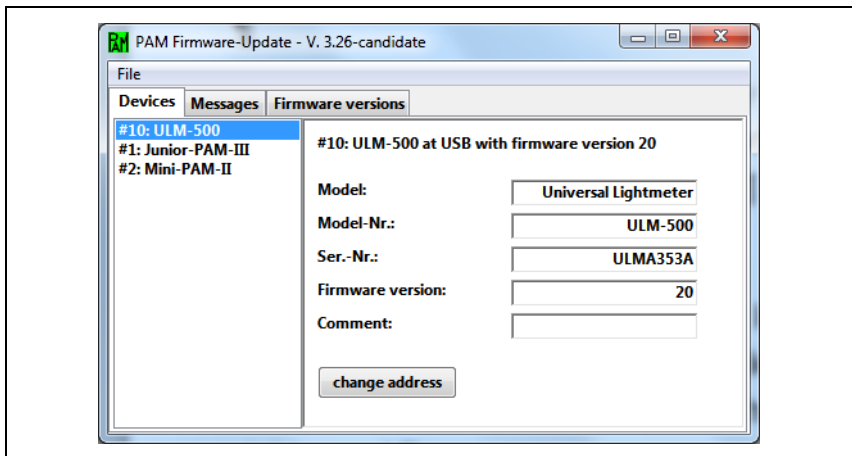 PAM PAM Firmware-Update - V. 3.26-candidate
File
Devices Messages Firmware versions
#10: ULM-500
#1: Junior-PAM-III
#2: Mini-PAM-II
#10: ULM-500 at USB with firmware version 20
Model: Universal Lightmeter
Model-Nr.: ULM-500
Ser.-Nr.: ULMA353A
Firmware version: 20
Comment:
change address